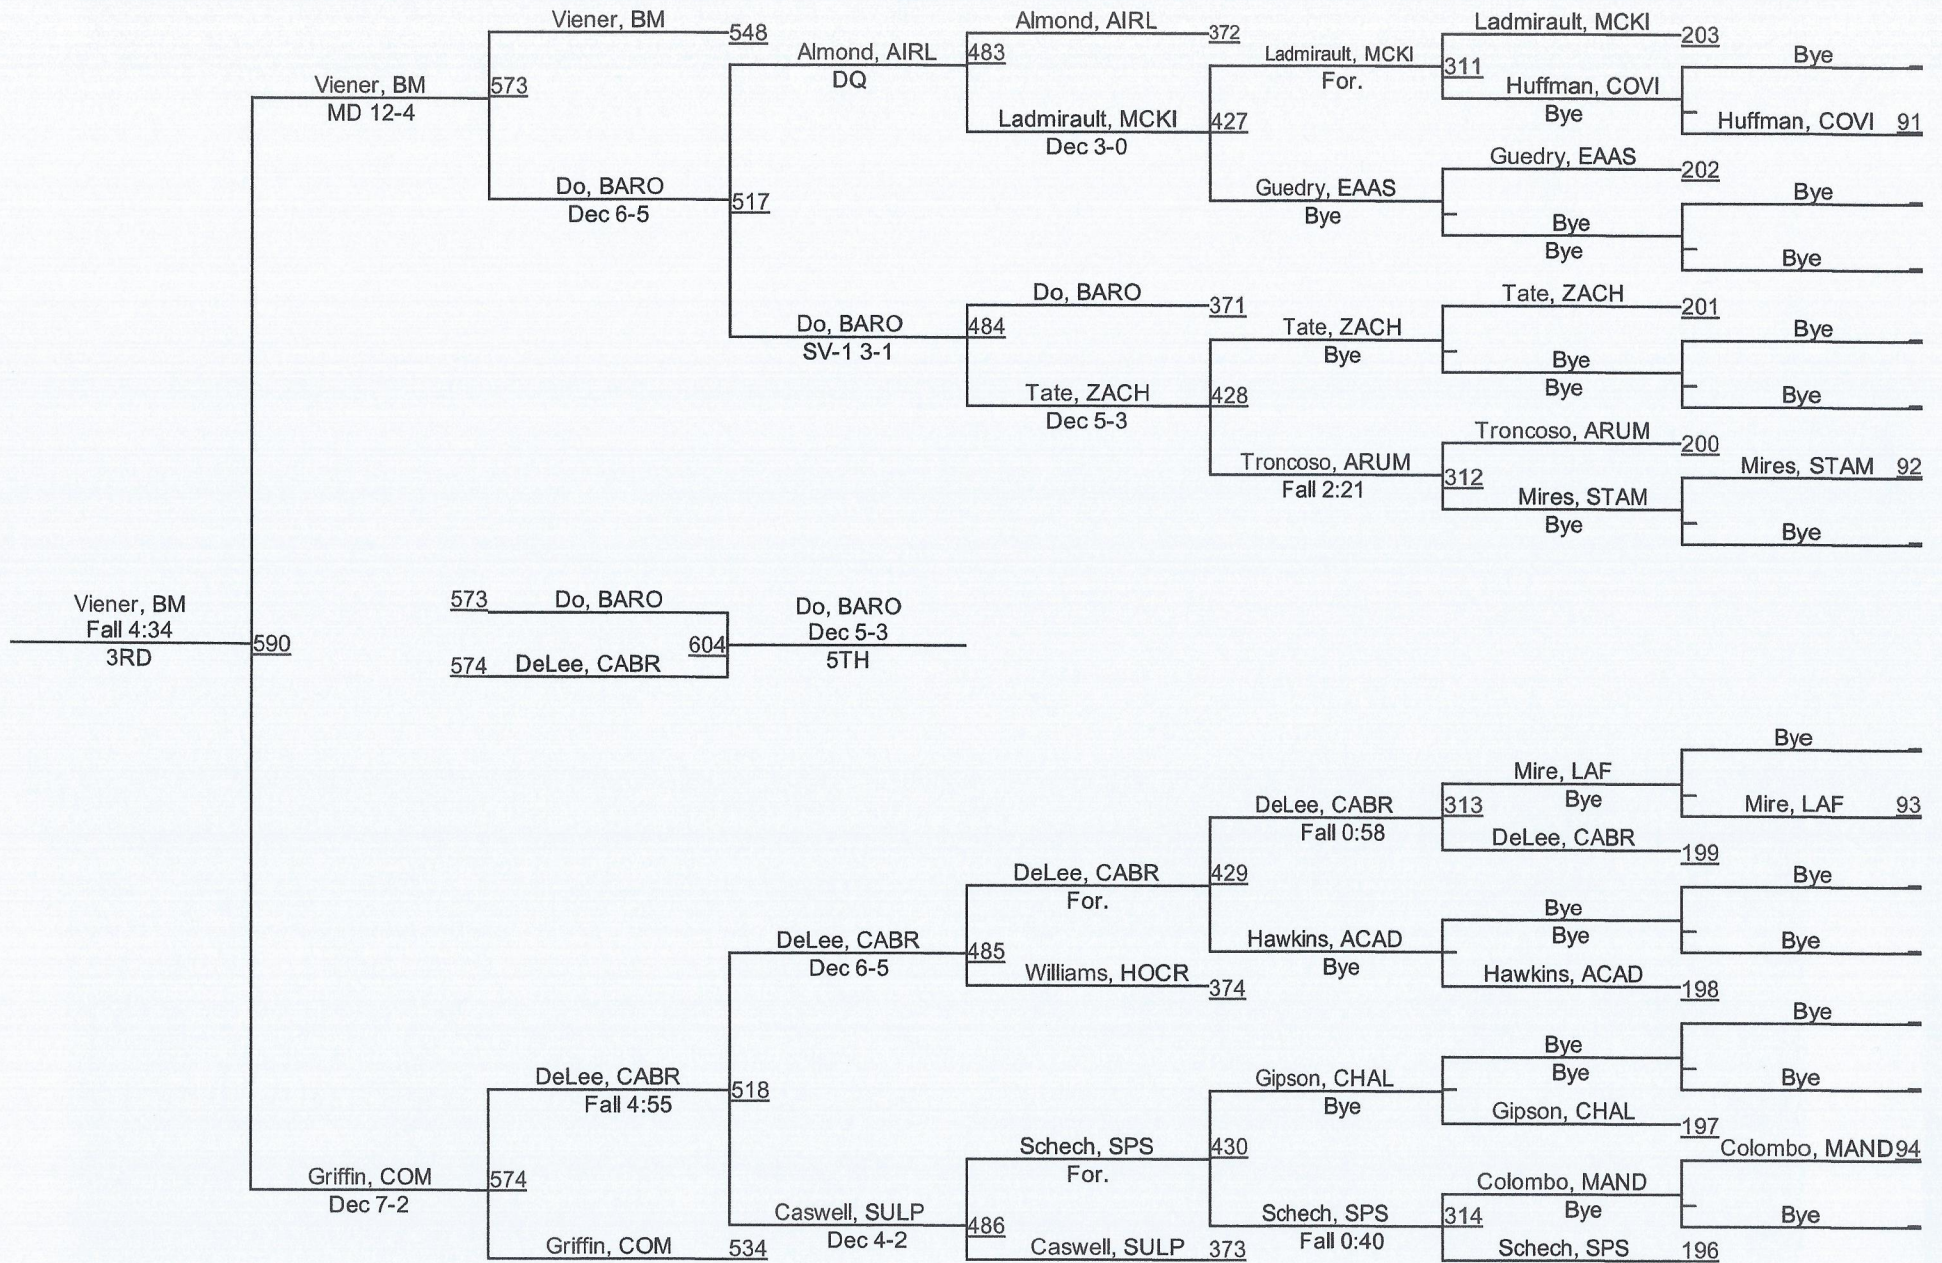 Viener, BM
548
Almond, AIRL
372
Ladmirault, MCKI
203
Bye
Almond, AIRL
483
DQ
Ladmirault, MCKI
311
For.
Viener, BM
573
MD 12-4
Huffman, COVI
Bye
Ladmirault, MCKI
427
Dec 3-0
Huffman, COVI 91
Guedry, EAAS
202
Do, BARO
517
Dec 6-5
Guedry, EAAS
Bye
Bye
Bye
Bye
Bye
Do, BARO
371
Tate, ZACH
201
Do, BARO
484
SV-1 3-1
Tate, ZACH
Bye
Bye
Bye
Bye
Tate, ZACH
428
Dec 5-3
Bye
Troncoso, ARUM
200
Troncoso, ARUM
312
Fall 2:21
Mires, STAM 92
Mires, STAM
Bye
Bye
Viener, BM
Fall 4:34
590
3RD
573 Do, BARO
604
574 DeLee, CABR
Do, BARO
Dec 5-3
5TH
Bye
Mire, LAF
Bye
DeLee, CABR
313
Fall 0:58
Mire, LAF 93
DeLee, CABR
199
DeLee, CABR
429
For.
Bye
Bye
Bye
DeLee, CABR
485
Dec 6-5
Hawkins, ACAD
Bye
Bye
Williams, HOCR
374
Hawkins, ACAD
198
Bye
Bye
Bye
DeLee, CABR
518
Fall 4:55
Gipson, CHAL
Bye
Bye
Gipson, CHAL
197
Schech, SPS
430
For.
Colombo, MAND 94
Griffin, COM
574
Dec 7-2
Colombo, MAND
Bye
Caswell, SULP
486
Dec 4-2
Schech, SPS
314
Fall 0:40
Bye
Griffin, COM
534
Caswell, SULP
373
Schech, SPS
196